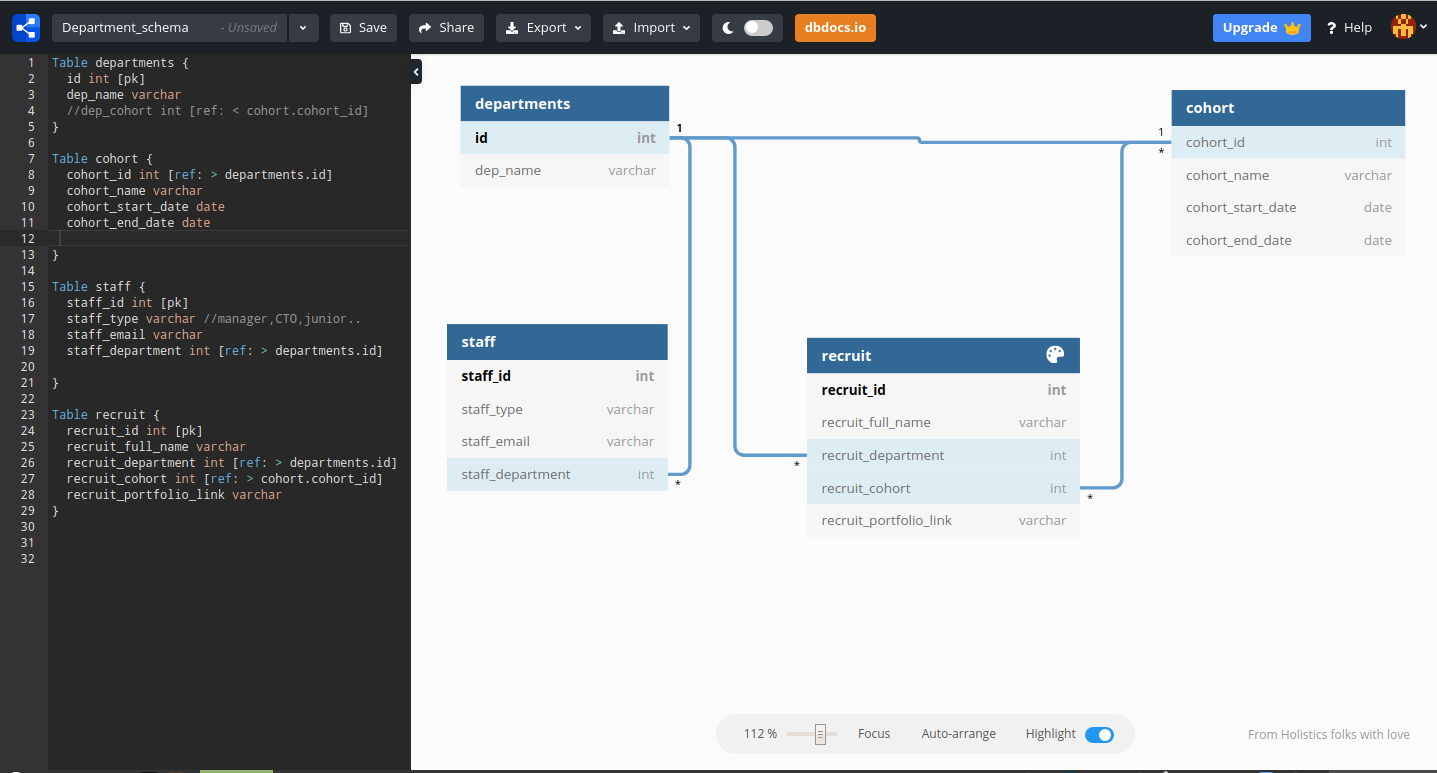 Department_schema - Unsaved Save Share Export Import dbdocs.io Upgrade Help
1 Table departments {
2 id int [pk]
3 dep_name varchar
4 //dep_cohort int [ref: < cohort.cohort_id]
5 }
6
7 Table cohort {
8 cohort_id int [ref: > departments.id]
9 cohort_name varchar
10 cohort_start_date date
11 cohort_end_date date
12
13 }
14
15 Table staff {
16 staff_id int [pk]
17 staff_type varchar //manager,CTO,junior..
18 staff_email varchar
19 staff_department int [ref: > departments.id]
20
21 }
22
23 Table recruit {
24 recruit_id int [pk]
25 recruit_full_name varchar
26 recruit_department int [ref: > departments.id]
27 recruit_cohort int [ref: > cohort.cohort_id]
28 recruit_portfolio_link varchar
29 }
30
31
32
departments
id int
dep_name varchar
1
1
*
cohort
cohort_id int
cohort_name varchar
cohort_start_date date
cohort_end_date date
staff
staff_id int
staff_type varchar
staff_email varchar
staff_department int
*
recruit
recruit_id int
recruit_full_name varchar
recruit_department int
recruit_cohort int
recruit_portfolio_link varchar
*
*
112 % Focus Auto-arrange Highlight
From Holistics folks with love